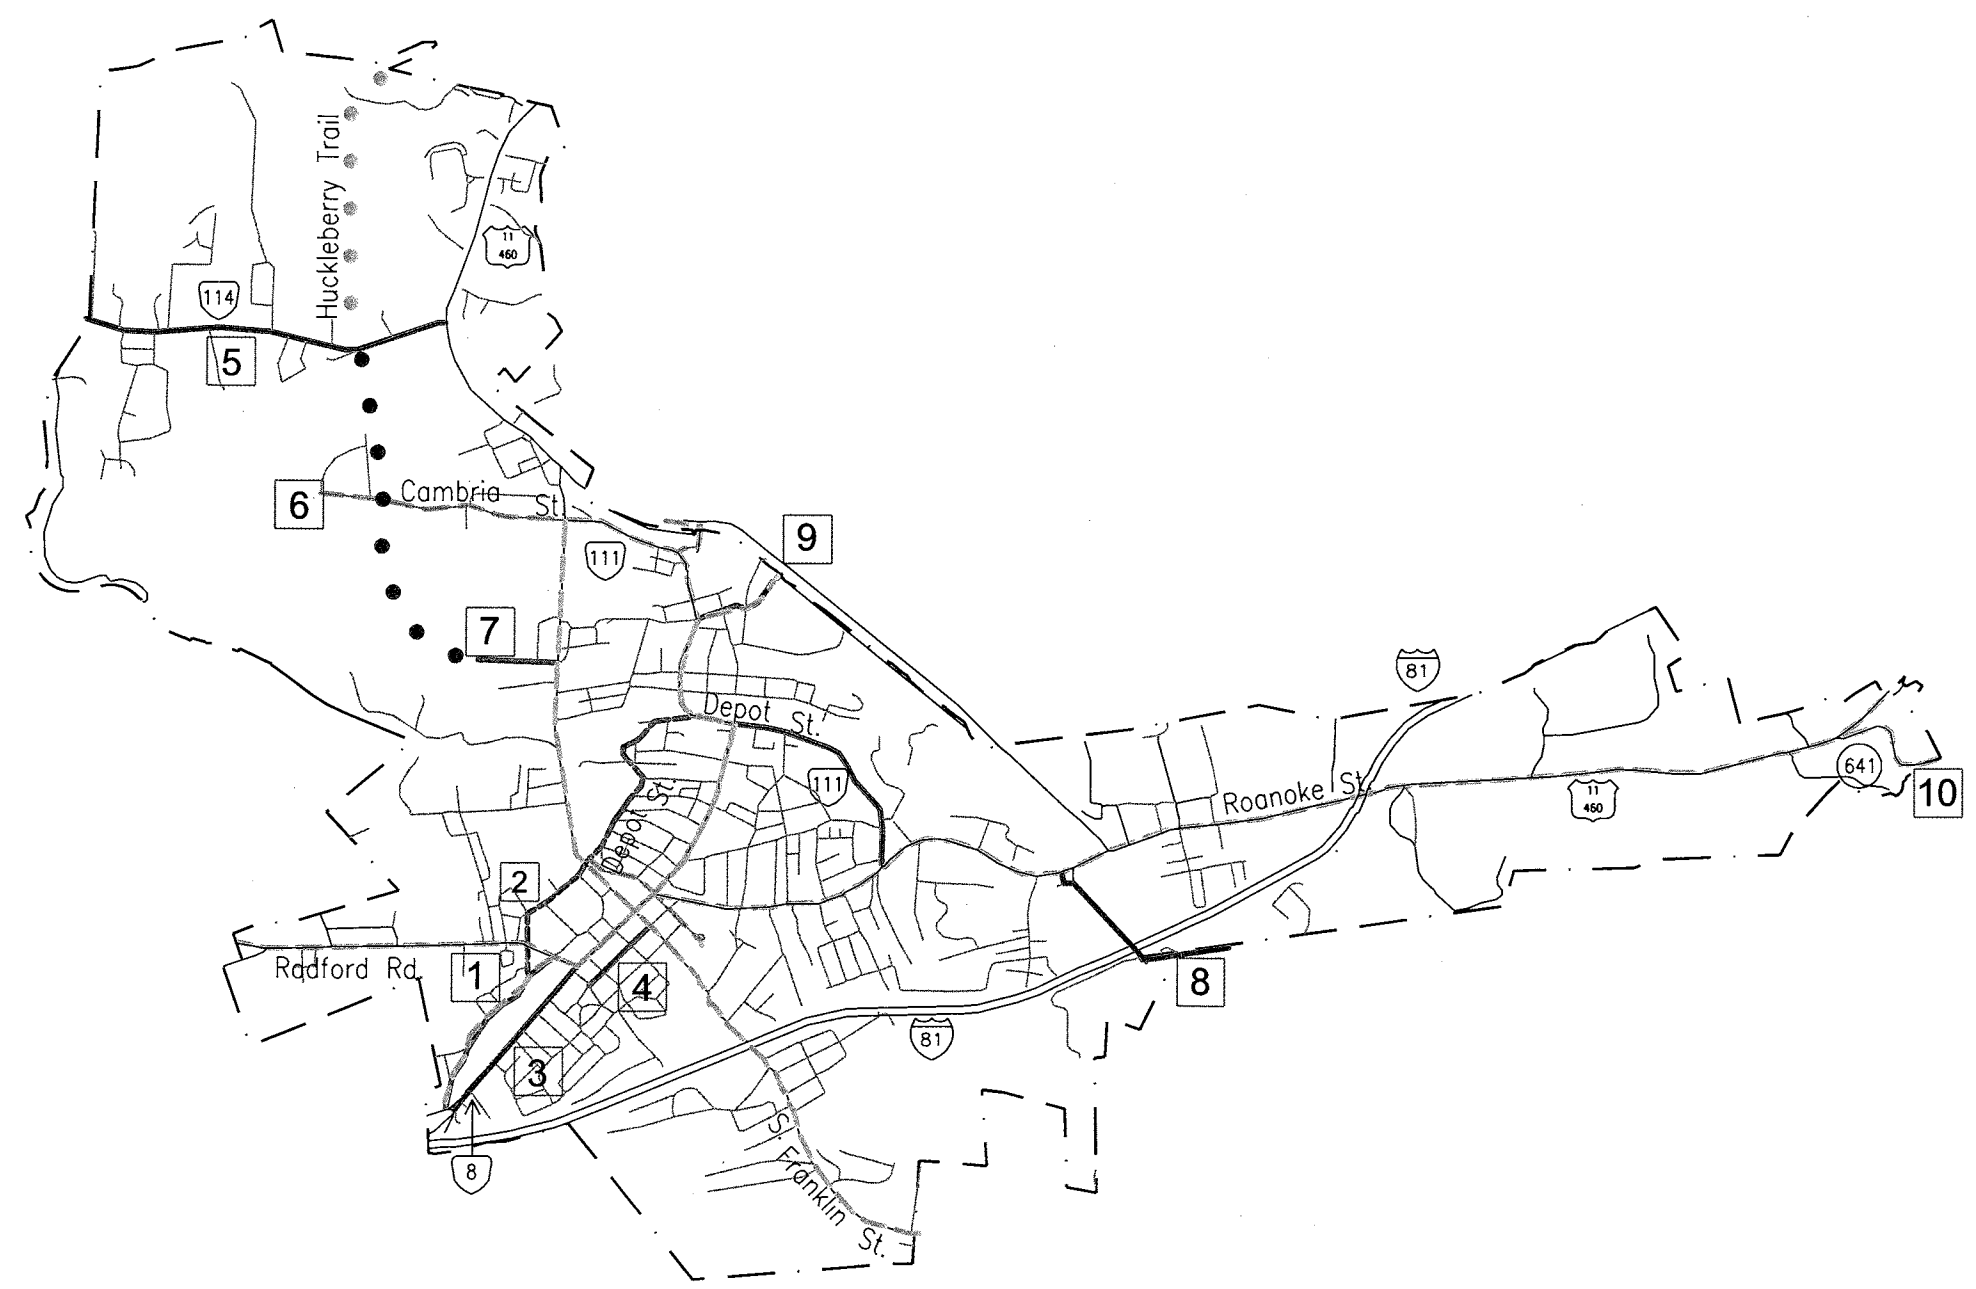 Huckleberry Trail
11
460
114
5
6
Cambria
St.
9
111
7
81
Depot
St.
641
111
Depot St.
Roanoke St.
11
460
10
2
Radford Rd.
1
4
8
81
3
8
S. Franklin
St.